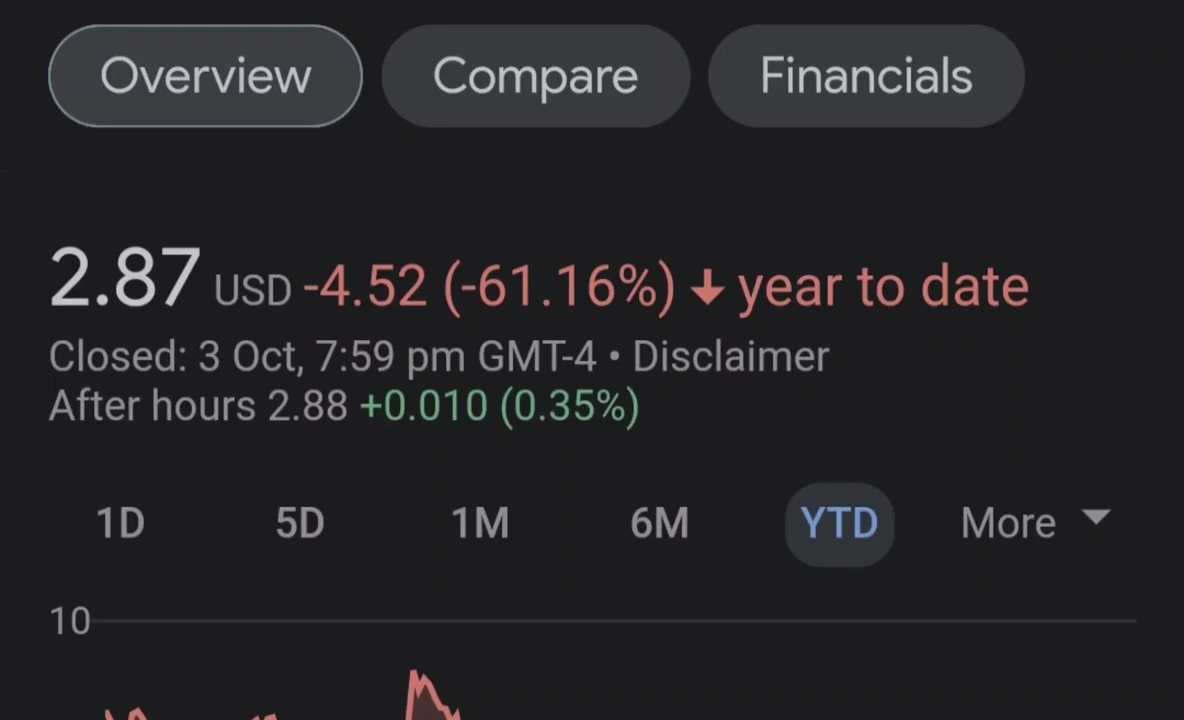 Overview Compare Financials
2.87 USD -4.52 (-61.16%) ↓ year to date
Closed: 3 Oct, 7:59 pm GMT-4 • Disclaimer
After hours 2.88 +0.010 (0.35%)
1D 5D 1M 6M YTD More
10